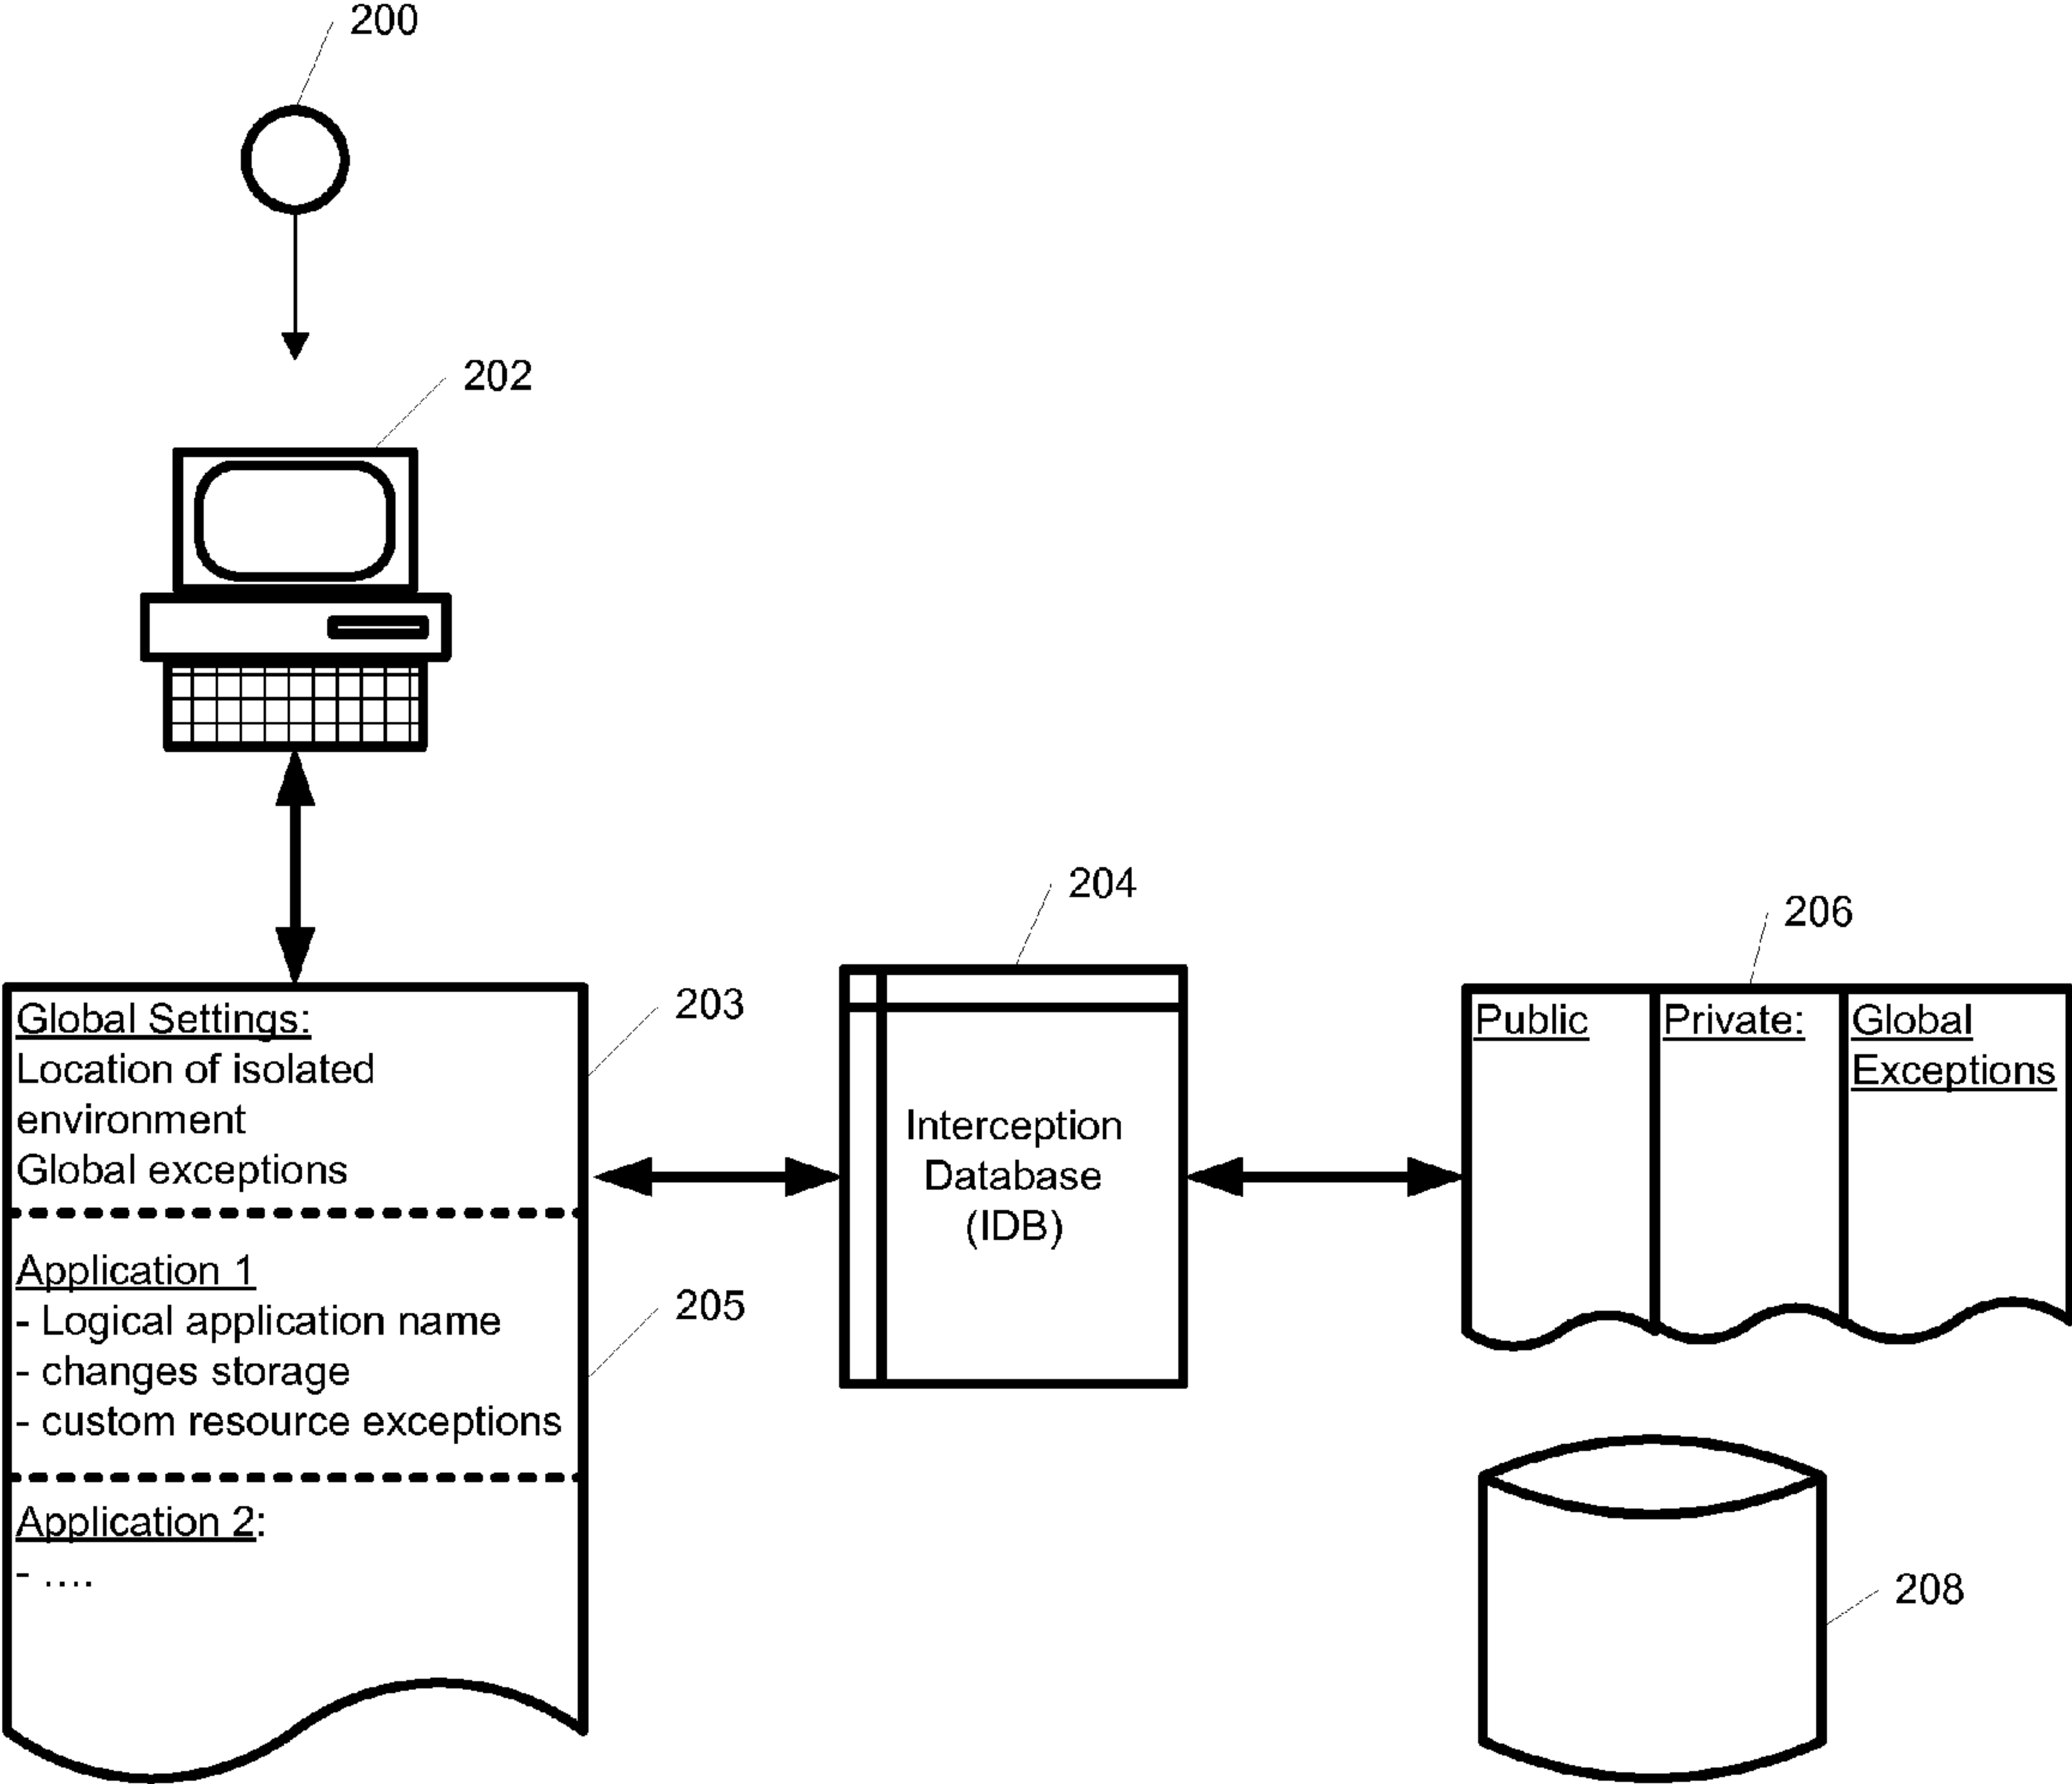 200
202
203
Global Settings:
Location of isolated
environment
Global exceptions
Application 1
- Logical application name
- changes storage
- custom resource exceptions
205
Application 2:
- ....
204
Interception
Database
(IDB)
206
Public
Private:
Global
Exceptions
208